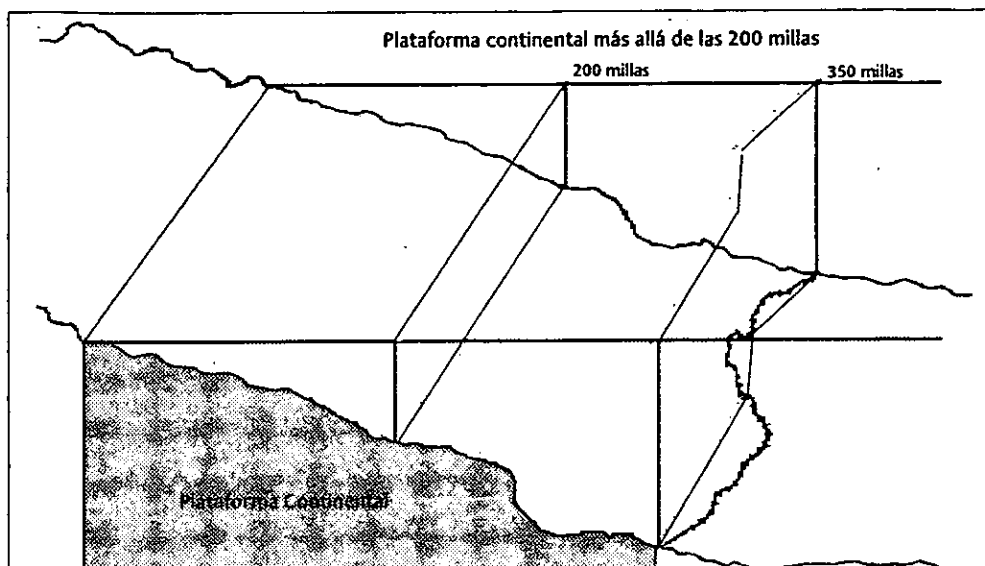 Plataforma continental más allá de las 200 millas
200 millas
350 millas
Plataforma Continental